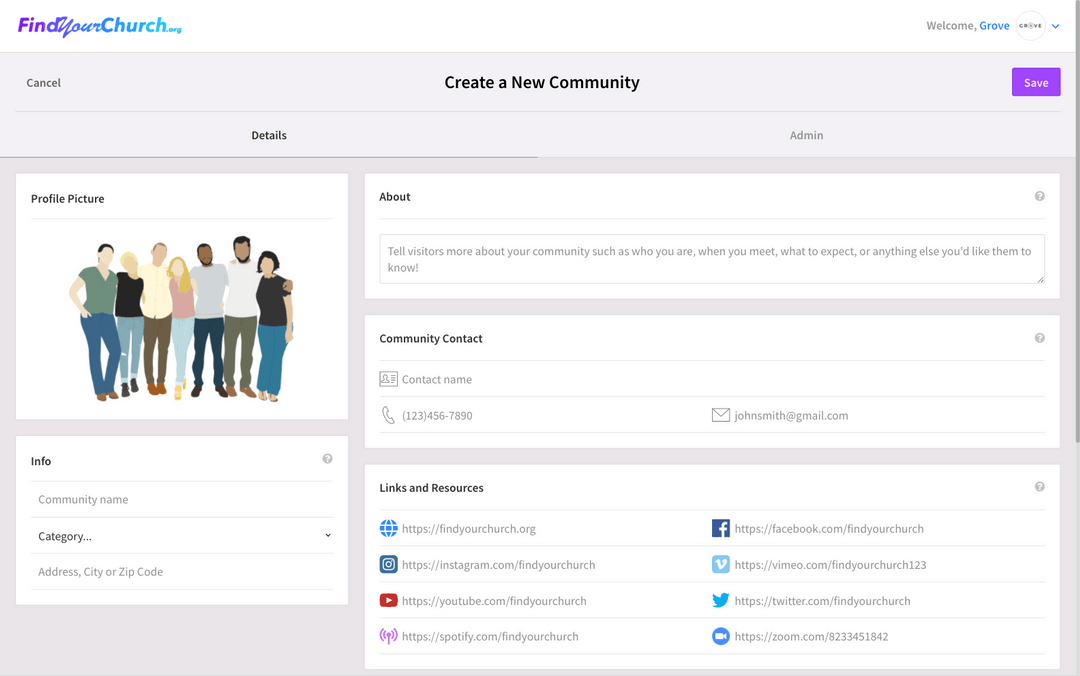 FindYourChurch.org
Welcome, Grove
GROVE
Cancel
Create a New Community
Save
Details
Admin
Profile Picture
Info
?
Community name
Category...
Address, City or Zip Code
About
?
Tell visitors more about your community such as who you are, when you meet, what to expect, or anything else you'd like them to
know!
Community Contact
?
Contact name
(123)456-7890
johnsmith@gmail.com
Links and Resources
?
https://findyourchurch.org
https://facebook.com/findyourchurch
https://instagram.com/findyourchurch
https://vimeo.com/findyourchurch123
https://youtube.com/findyourchurch
https://twitter.com/findyourchurch
https://spotify.com/findyourchurch
https://zoom.com/8233451842